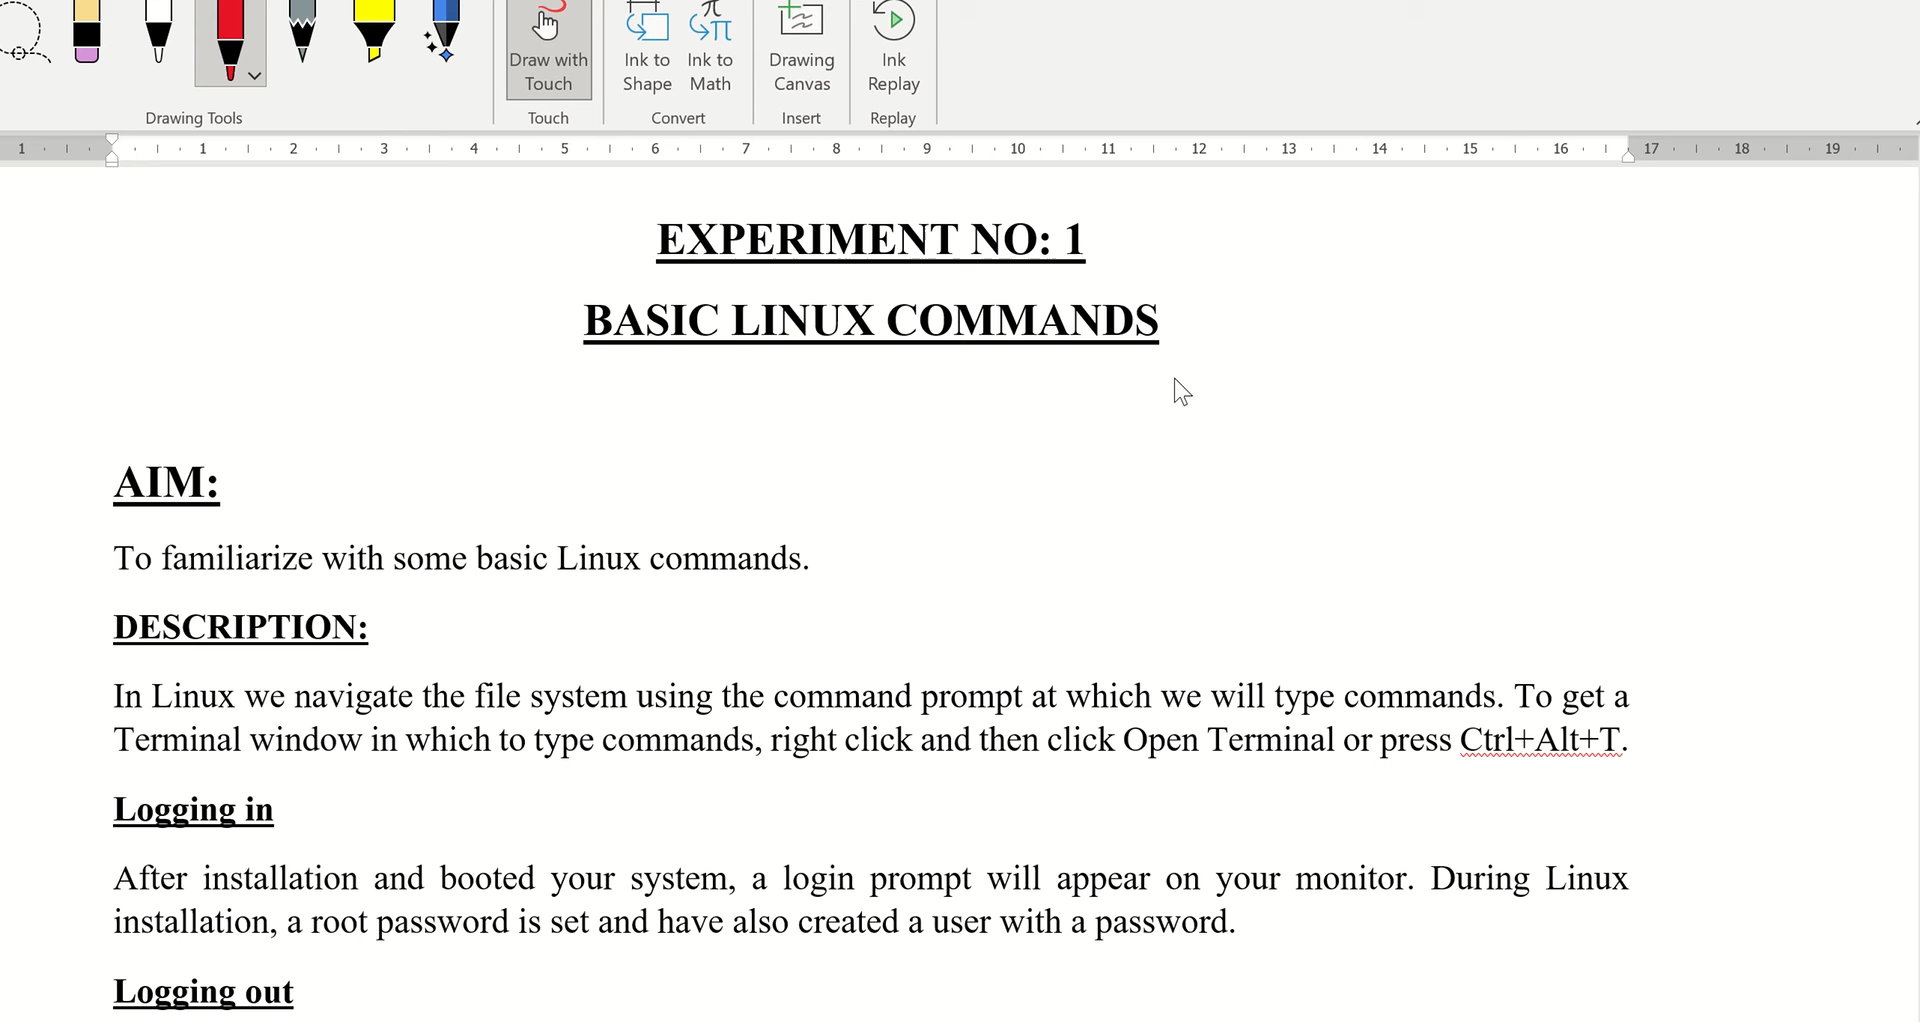 Draw with Touch
Ink to Shape
Ink to Math
Drawing Canvas
Ink Replay
Drawing Tools
Touch
Convert
Insert
Replay
1 1 2 3 4 5 6 7 8 9 10 11 12 13 14 15 16 17 18 19
EXPERIMENT NO: 1
BASIC LINUX COMMANDS
AIM:
To familiarize with some basic Linux commands.
DESCRIPTION:
In Linux we navigate the file system using the command prompt at which we will type commands. To get a
Terminal window in which to type commands, right click and then click Open Terminal or press Ctrl+Alt+T.
Logging in
After installation and booted your system, a login prompt will appear on your monitor. During Linux
installation, a root password is set and have also created a user with a password.
Logging out